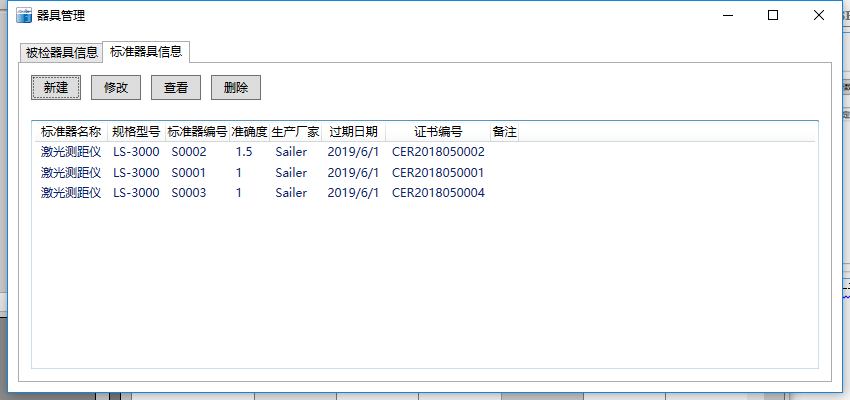 器具管理
被检器具信息 标准器具信息
新建 修改 查看 删除
标准器名称 规格型号 标准器编号 准确度 生产厂家 过期日期 证书编号 备注
激光测距仪 LS-3000 S0002 1.5 Sailer 2019/6/1 CER2018050002
激光测距仪 LS-3000 S0001 1 Sailer 2019/6/1 CER2018050001
激光测距仪 LS-3000 S0003 1 Sailer 2019/6/1 CER2018050004